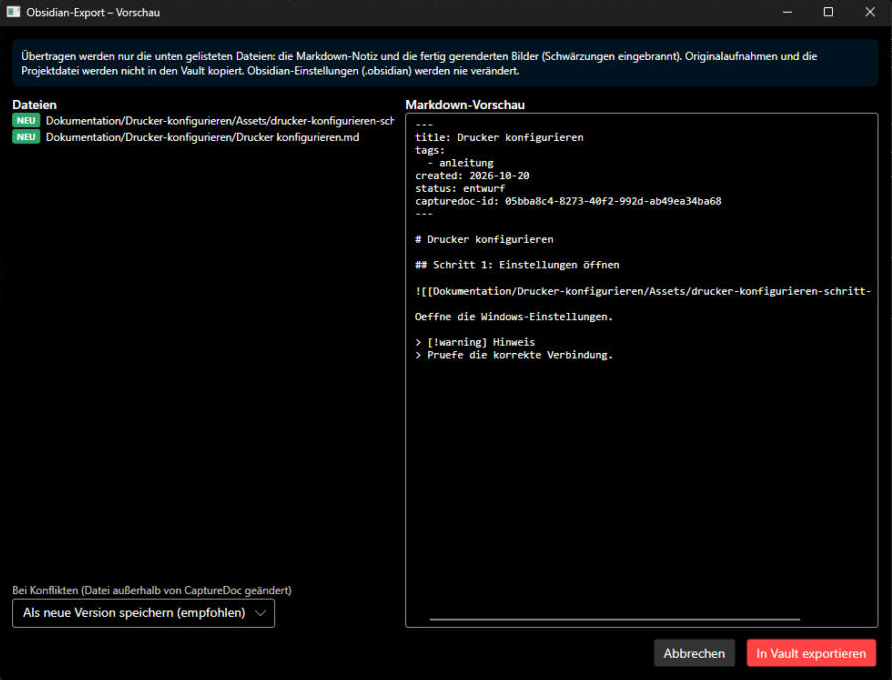 Obsidian-Export – Vorschau
Übertragen werden nur die unten gelisteten Dateien: die Markdown-Notiz und die fertig gerenderten Bilder (Schwärzungen eingebrannt). Originalaufnahmen und die
Projektdatei werden nicht in den Vault kopiert. Obsidian-Einstellungen (.obsidian) werden nie verändert.
Dateien
NEU Dokumentation/Drucker-konfigurieren/Assets/drucker-konfigurieren-sch
NEU Dokumentation/Drucker-konfigurieren/Drucker konfigurieren.md
Bei Konflikten (Datei außerhalb von CaptureDoc geändert)
Als neue Version speichern (empfohlen)
Markdown-Vorschau
---
title: Drucker konfigurieren
tags:
  - anleitung
created: 2026-10-20
status: entwurf
capturedoc-id: 05bba8c4-8273-40f2-992d-ab49ea34ba68
---
# Drucker konfigurieren
## Schritt 1: Einstellungen öffnen
![[Dokumentation/Drucker-konfigurieren/Assets/drucker-konfigurieren-schritt-
Oeffne die Windows-Einstellungen.
> [!warning] Hinweis
> Pruefe die korrekte Verbindung.
Abbrechen
In Vault exportieren